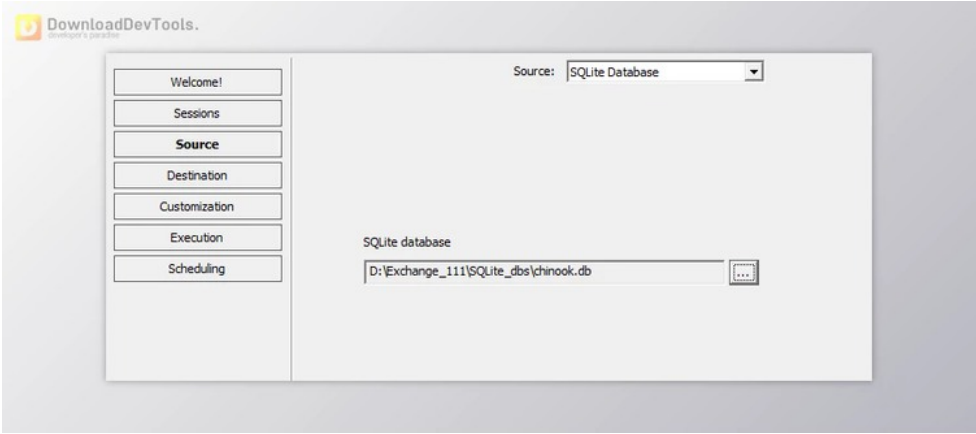 DownloadDevTools.
developer's paradise
Source: SQLite Database
Welcome!
Sessions
Source
Destination
Customization
Execution
Scheduling
SQLite database
D:\Exchange_111\SQLite_dbs\chinook.db
...